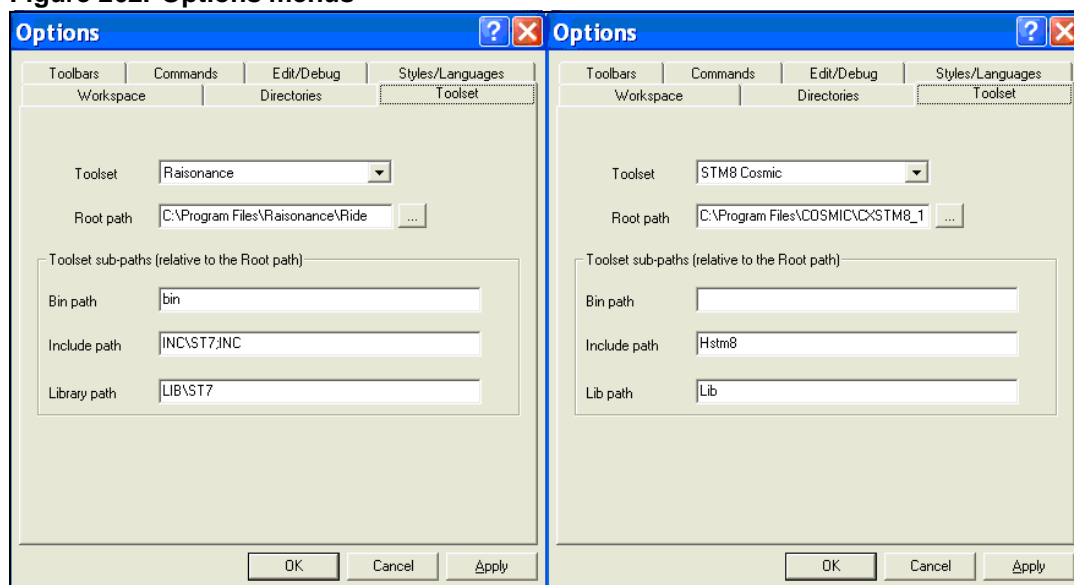 Options
Toolbars Commands Edit/Debug Styles/Languages
Workspace Directories Toolset
Toolset Raisonance
Root path C:\Program Files\Raisonance\Ride ...
Toolset sub-paths (relative to the Root path)
Bin path bin
Include path INC\ST7;INC
Library path LIB\ST7
OK Cancel Apply
Options
Toolbars Commands Edit/Debug Styles/Languages
Workspace Directories Toolset
Toolset STM8 Cosmic
Root path C:\Program Files\COSMIC\CXSTM8_1 ...
Toolset sub-paths (relative to the Root path)
Bin path
Include path Hstm8
Lib path Lib
OK Cancel Apply